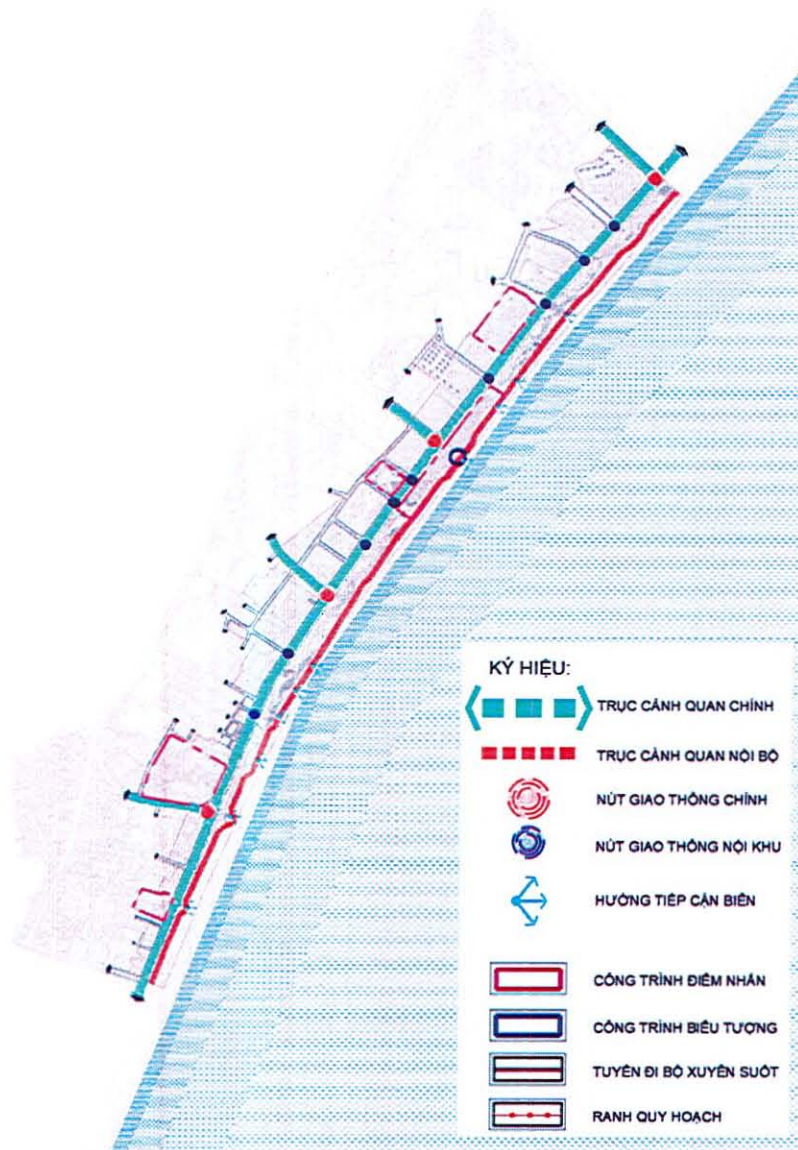 KÝ HIỆU:
TRỤC CẢNH QUAN CHÍNH
TRỤC CẢNH QUAN NỘI BỘ
NÚT GIAO THÔNG CHÍNH
NÚT GIAO THÔNG NỘI KHU
HƯỚNG TIẾP CẬN BIỂN
CÔNG TRÌNH ĐIỂM NHẤN
CÔNG TRÌNH BIỂU TƯỢNG
TUYẾN ĐI BỘ XUYÊN SUỐT
RANH QUY HOẠCH